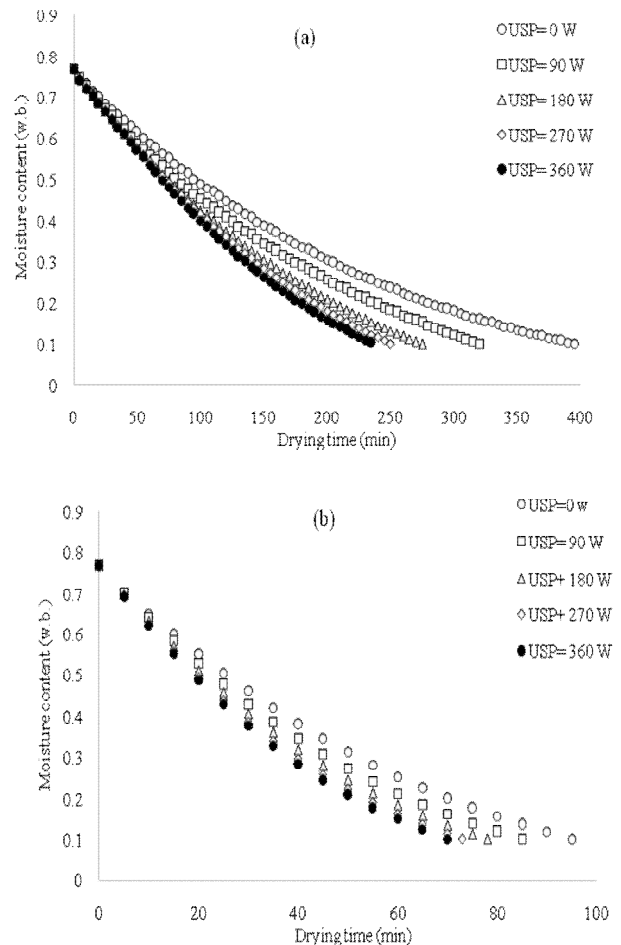 (a)
USP= 0 W
USP= 90 W
USP= 180 W
USP= 270 W
USP= 360 W
Moisture content (w.b.)
0.9
0.8
0.7
0.6
0.5
0.4
0.3
0.2
0.1
0
0 50 100 150 200 250 300 350 400
Drying time (min)
(b)
USP=0 w
USP= 90 W
USP+ 180 W
USP+ 270 W
USP= 360 W
Moisture content (w.b.)
0.9
0.8
0.7
0.6
0.5
0.4
0.3
0.2
0.1
0
0 20 40 60 80 100
Drying time (min)